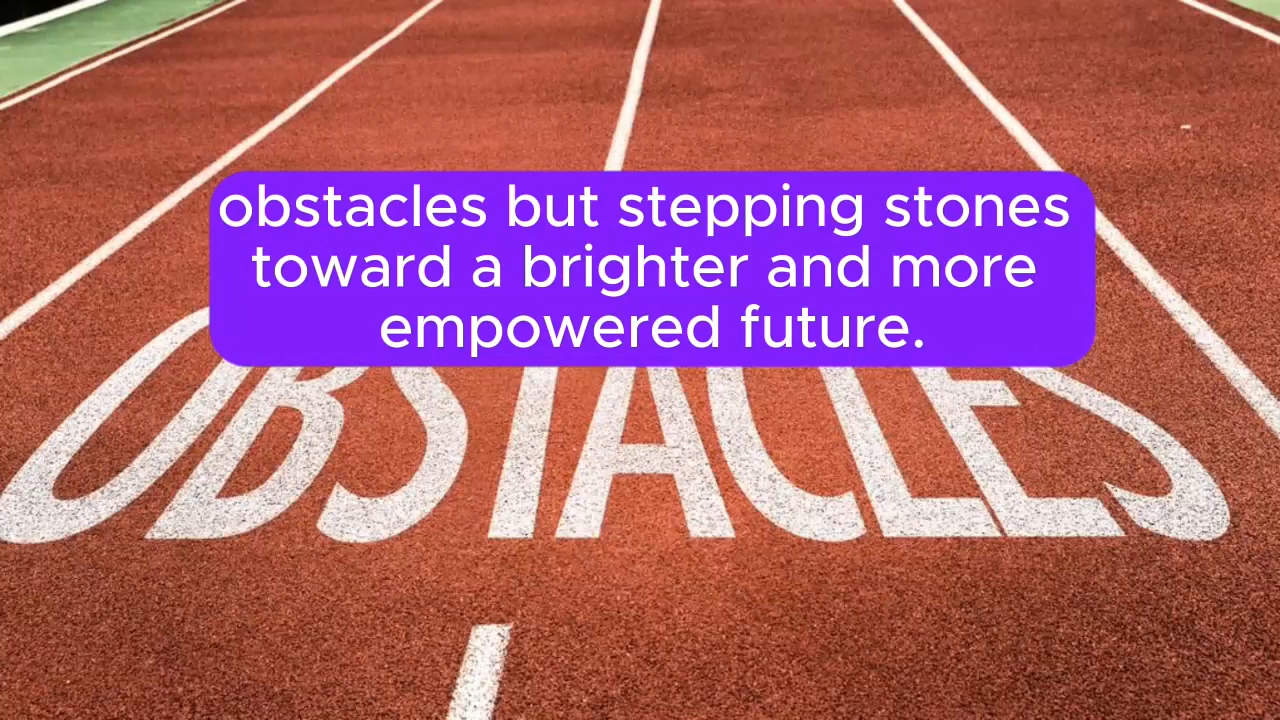 obstacles but stepping stones
toward a brighter and more
empowered future.
OBSTACLES